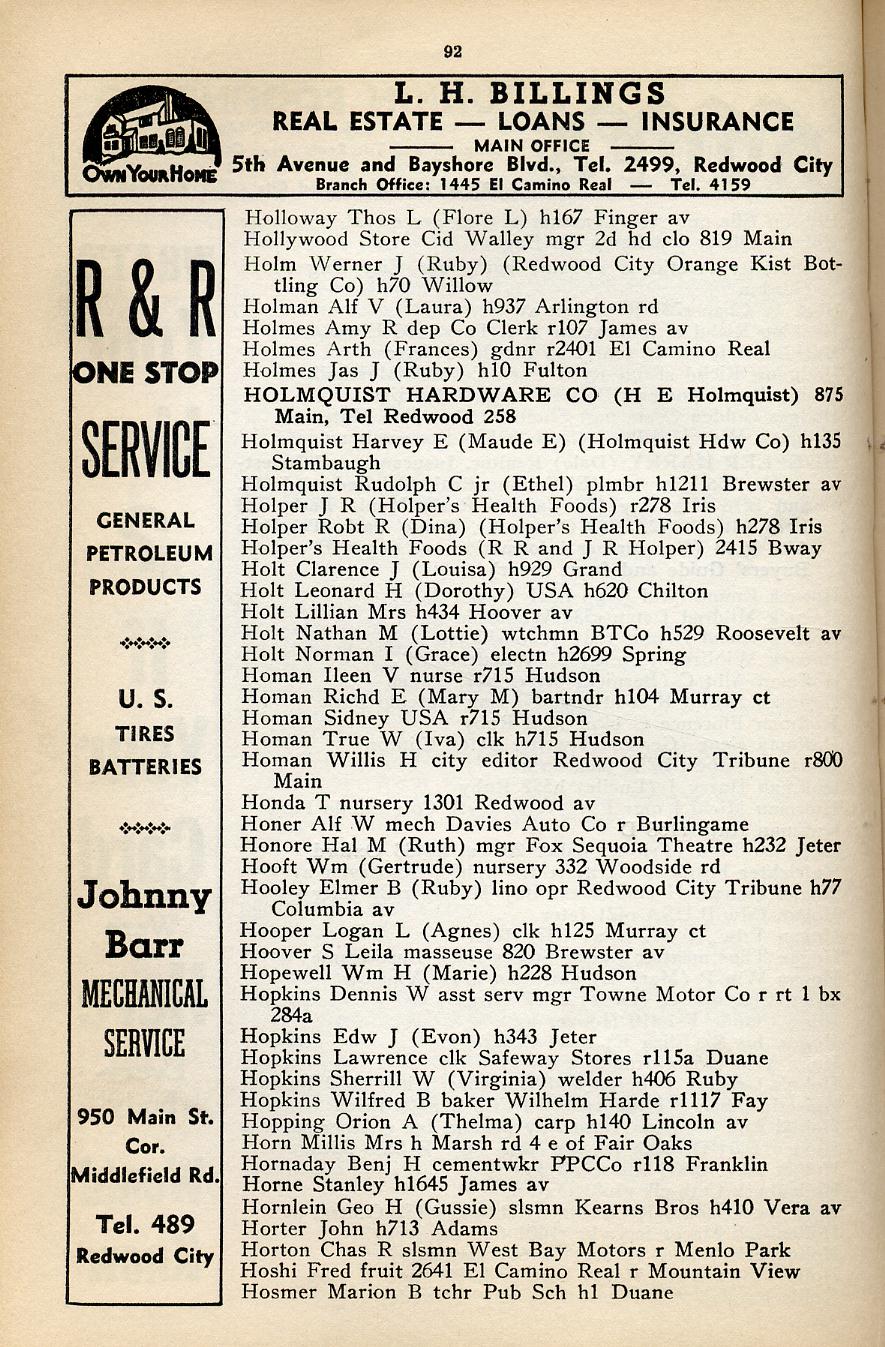 92
OWN YOUR HOME
L. H. BILLINGS
REAL ESTATE — LOANS — INSURANCE
MAIN OFFICE
5th Avenue and Bayshore Blvd., Tel. 2499, Redwood City
Branch Office: 1445 El Camino Real — Tel. 4159
R & R
ONE STOP
SERVICE
GENERAL
PETROLEUM
PRODUCTS
U. S.
TIRES
BATTERIES
Johnny
Barr
MECHANICAL
SERVICE
950 Main St.
Cor.
Middlefield Rd.
Tel. 489
Redwood City
Holloway Thos L (Flore L) h167 Finger av
Hollywood Store Cid Walley mgr 2d hd clo 819 Main
Holm Werner J (Ruby) (Redwood City Orange Kist Bot-
tling Co) h70 Willow
Holman Alf V (Laura) h937 Arlington rd
Holmes Amy R dep Co Clerk r107 James av
Holmes Arth (Frances) gdnr r2401 El Camino Real
Holmes Jas J (Ruby) h10 Fulton
HOLMQUIST HARDWARE CO (H E Holmquist) 875
Main, Tel Redwood 258
Holmquist Harvey E (Maude E) (Holmquist Hdw Co) h135
Stambaugh
Holmquist Rudolph C jr (Ethel) plmbr h1211 Brewster av
Holper J R (Holper's Health Foods) r278 Iris
Holper Robt R (Dina) (Holper's Health Foods) h278 Iris
Holper's Health Foods (R R and J R Holper) 2415 Bway
Holt Clarence J (Louisa) h929 Grand
Holt Leonard H (Dorothy) USA h620 Chilton
Holt Lillian Mrs h434 Hoover av
Holt Nathan M (Lottie) wtchmn BTCo h529 Roosevelt av
Holt Norman I (Grace) electn h2699 Spring
Homan Ileen V nurse r715 Hudson
Homan Richd E (Mary M) bartndr h104 Murray ct
Homan Sidney USA r715 Hudson
Homan True W (Iva) clk h715 Hudson
Homan Willis H city editor Redwood City Tribune r800
Main
Honda T nursery 1301 Redwood av
Honer Alf W mech Davies Auto Co r Burlingame
Honore Hal M (Ruth) mgr Fox Sequoia Theatre h232 Jeter
Hooft Wm (Gertrude) nursery 332 Woodside rd
Hooley Elmer B (Ruby) lino opr Redwood City Tribune h77
Columbia av
Hooper Logan L (Agnes) clk h125 Murray ct
Hoover S Leila masseuse 820 Brewster av
Hopewell Wm H (Marie) h228 Hudson
Hopkins Dennis W asst serv mgr Towne Motor Co r rt 1 bx
284a
Hopkins Edw J (Evon) h343 Jeter
Hopkins Lawrence clk Safeway Stores r115a Duane
Hopkins Sherrill W (Virginia) welder h406 Ruby
Hopkins Wilfred B baker Wilhelm Harde r1117 Fay
Hopping Orion A (Thelma) carp h140 Lincoln av
Horn Millis Mrs h Marsh rd 4 e of Fair Oaks
Hornaday Benj H cementwkr PPCCo r118 Franklin
Horne Stanley h1645 James av
Hornlein Geo H (Gussie) slsmn Kearns Bros h410 Vera av
Horter John h713 Adams
Horton Chas R slsmn West Bay Motors r Menlo Park
Hoshi Fred fruit 2641 El Camino Real r Mountain View
Hosmer Marion B tchr Pub Sch h1 Duane